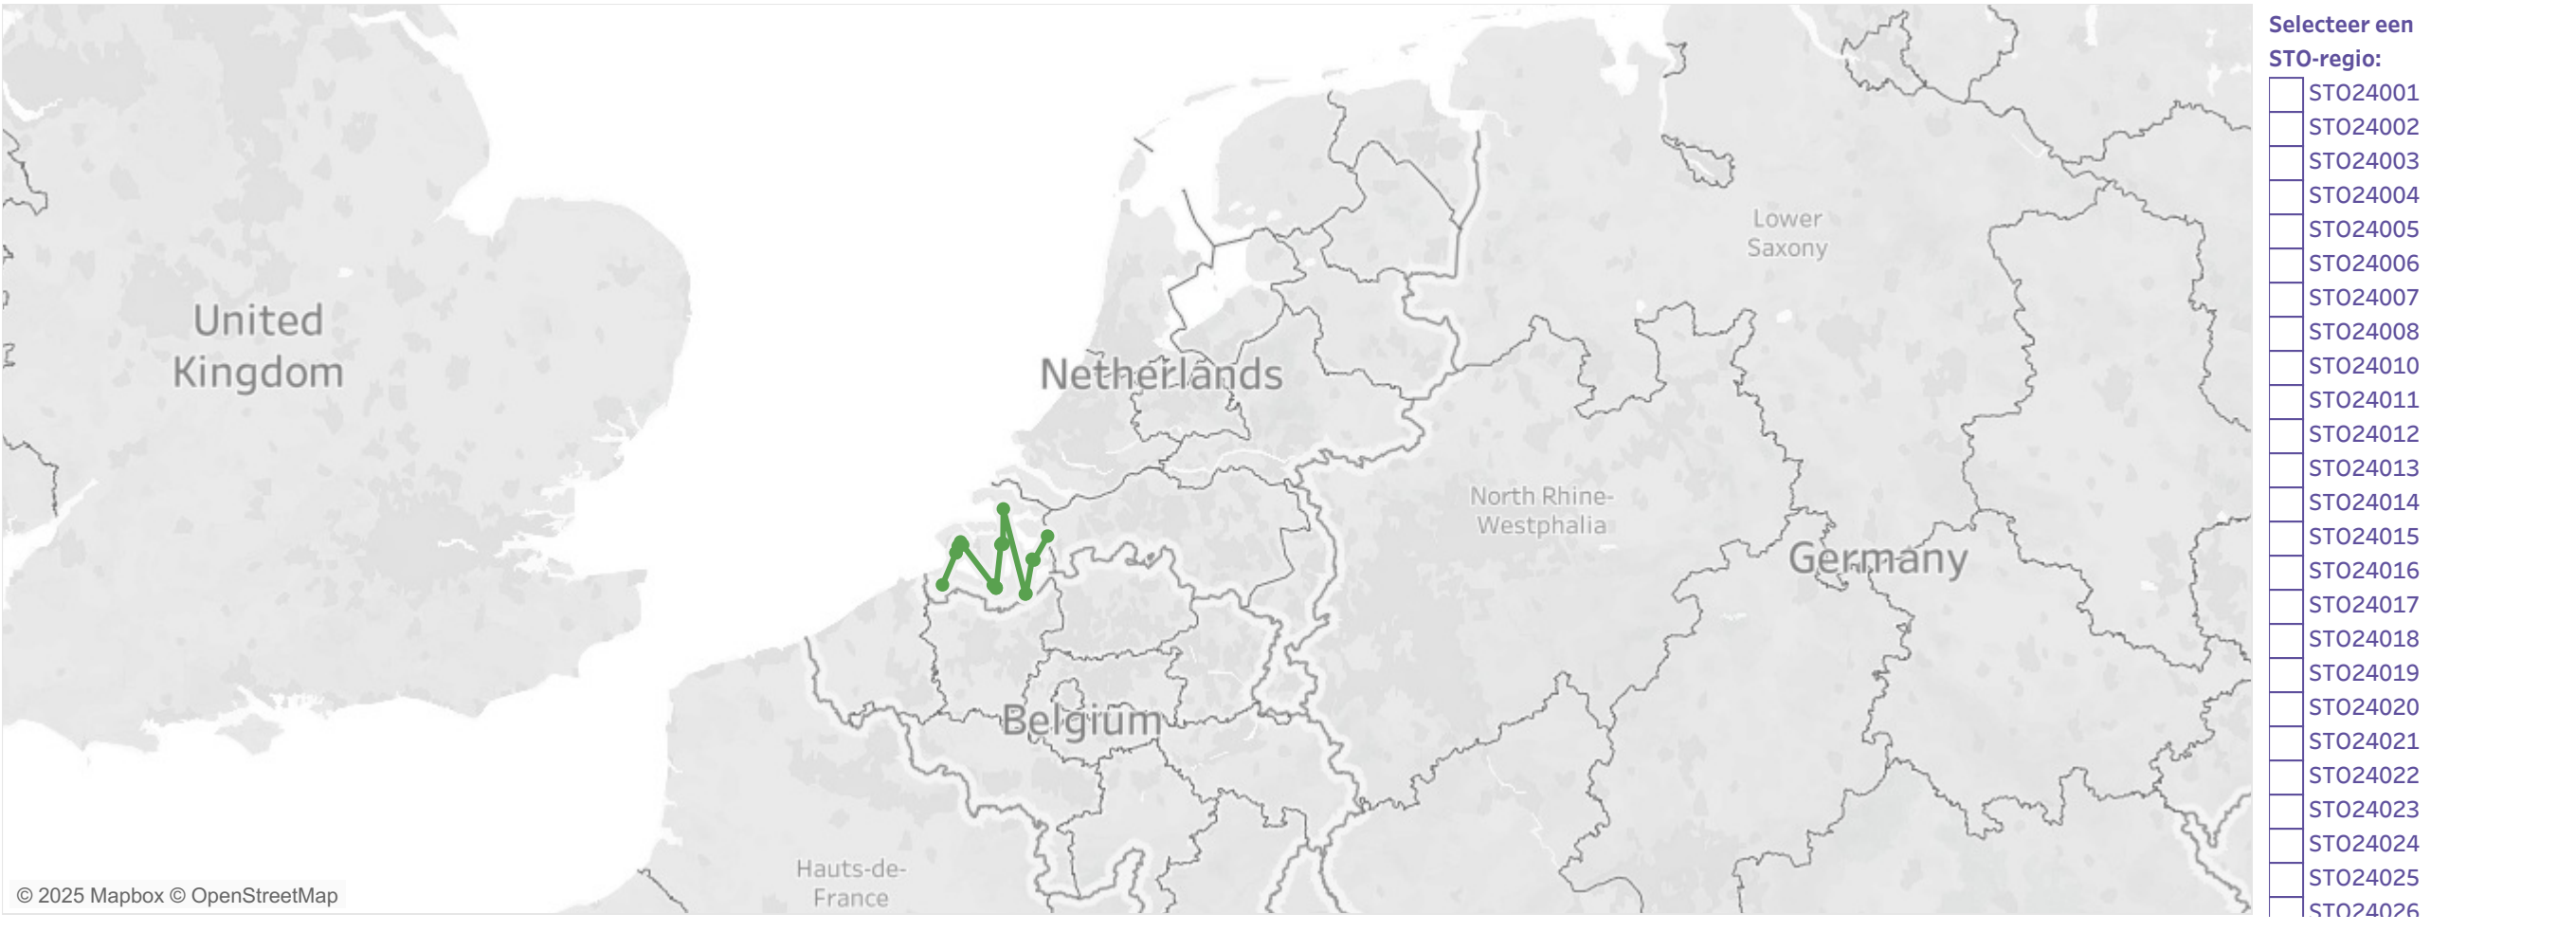 United
Kingdom
Netherlands
Lower
Saxony
North Rhine-
Westphalia
Germany
Belgium
Hauts-de-
France
© 2025 Mapbox © OpenStreetMap
Selecteer een
STO-regio:
STO24001
STO24002
STO24003
STO24004
STO24005
STO24006
STO24007
STO24008
STO24010
STO24011
STO24012
STO24013
STO24014
STO24015
STO24016
STO24017
STO24018
STO24019
STO24020
STO24021
STO24022
STO24023
STO24024
STO24025
STO24026